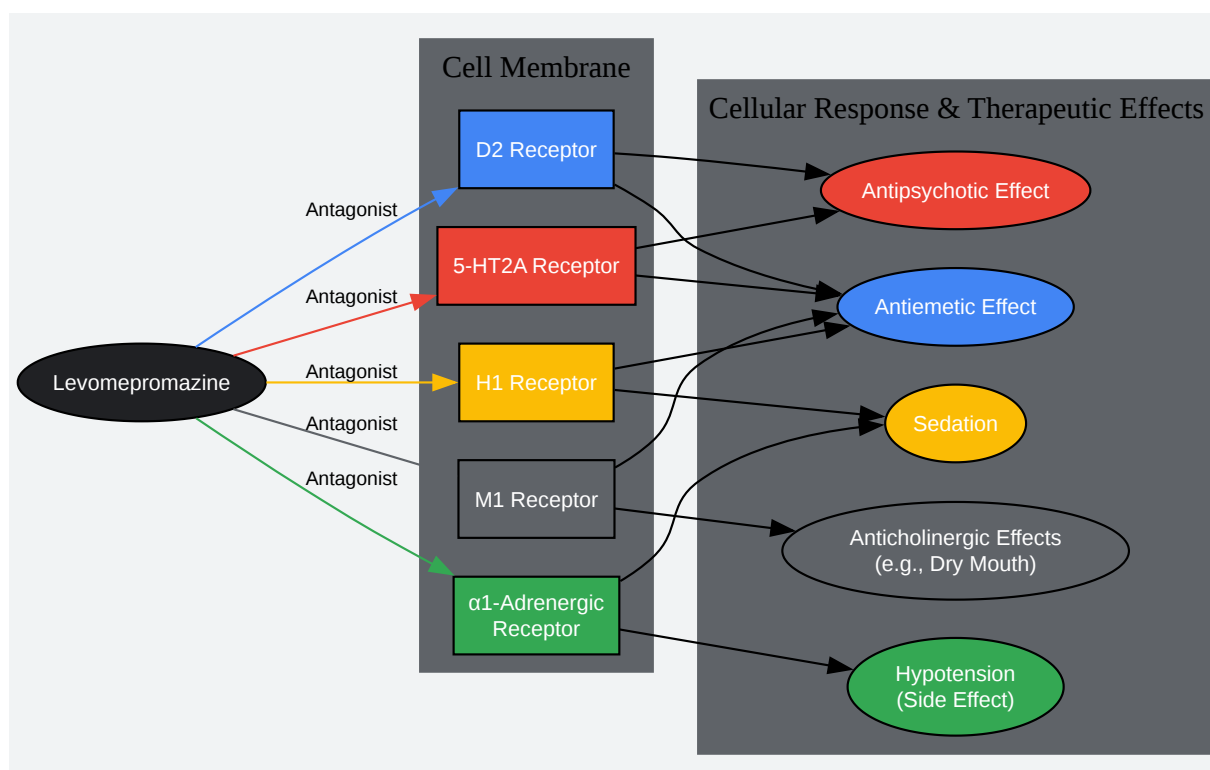 Cell Membrane
Cellular Response & Therapeutic Effects
D2 Receptor
Antipsychotic Effect
Antagonist
5-HT2A Receptor
Antagonist
Antiemetic Effect
Levomepromazine
Antagonist
H1 Receptor
Antagonist
Sedation
Antagonist
M1 Receptor
Anticholinergic Effects
(e.g., Dry Mouth)
α1-Adrenergic
Receptor
Hypotension
(Side Effect)